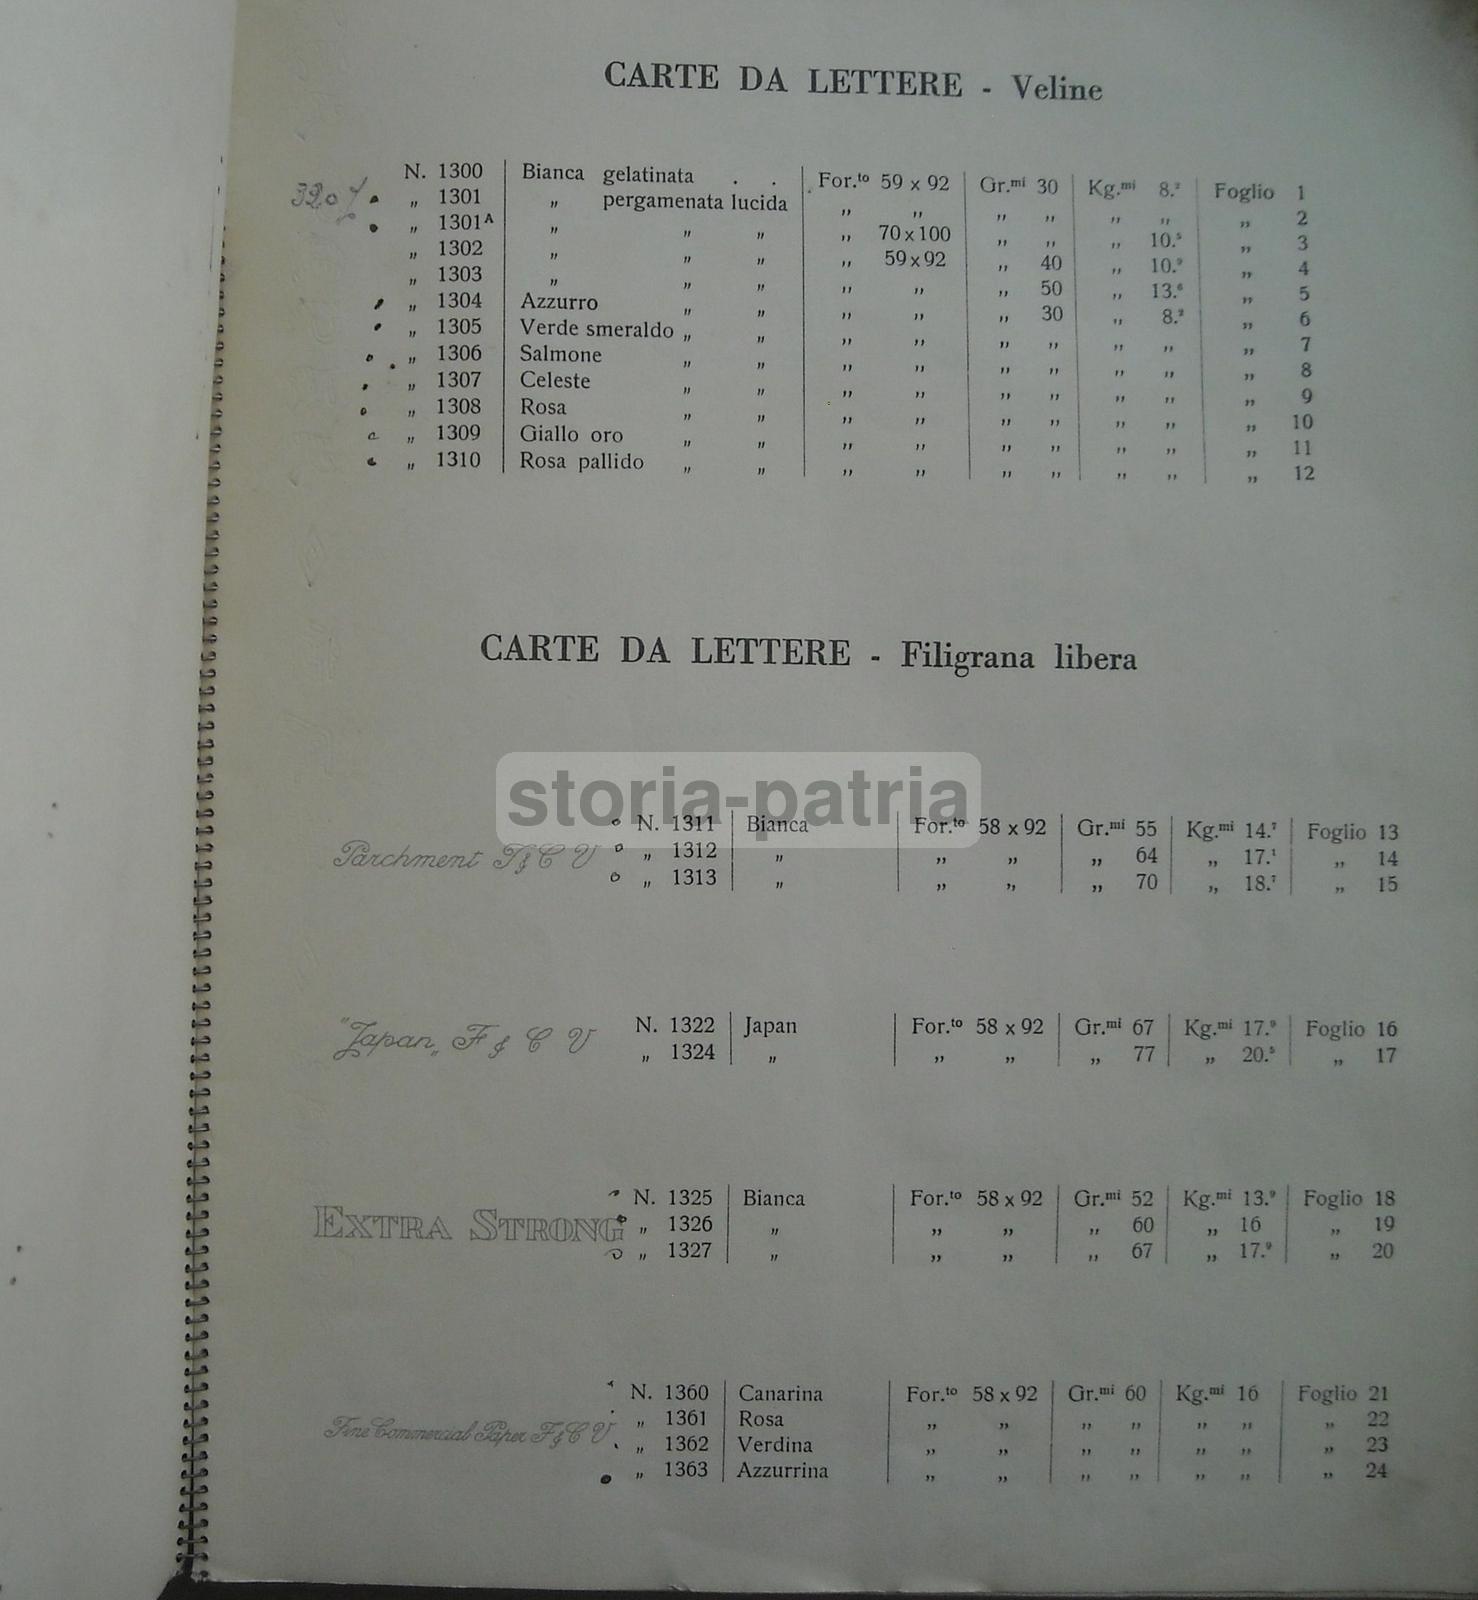 CARTE DA LETTERE - Veline
N. 1300 Bianca gelatinata . . For.to 59 x 92 Gr.mi 30 Kg.mi 8.² Foglio 1
„ 1301 „ pergamenata lucida „ „ „ „ „ „ „ 2
„ 1301A „ „ „ „ 70 x 100 „ „ „ 10.⁵ „ 3
„ 1302 „ „ „ „ 59 x 92 „ 40 „ 10.⁹ „ 4
„ 1303 „ „ „ „ „ „ 50 „ 13.⁶ „ 5
„ 1304 Azzurro „ „ „ „ „ 30 „ 8.² „ 6
„ 1305 Verde smeraldo „ „ „ „ „ „ „ „ „ 7
„ 1306 Salmone „ „ „ „ „ „ „ „ „ 8
„ 1307 Celeste „ „ „ „ „ „ „ „ „ 9
„ 1308 Rosa „ „ „ „ „ „ „ „ „ 10
„ 1309 Giallo oro „ „ „ „ „ „ „ „ „ 11
„ 1310 Rosa pallido „ „ „ „ „ „ „ „ „ 12
CARTE DA LETTERE - Filigrana libera
storia-patria
Parchment F & C V
N. 1311 Bianca For.to 58 x 92 Gr.mi 55 Kg.mi 14.⁷ Foglio 13
„ 1312 „ „ „ „ 64 „ 17.¹ „ 14
„ 1313 „ „ „ „ 70 „ 18.⁷ „ 15
"Japan„ F & C V
N. 1322 Japan For.to 58 x 92 Gr.mi 67 Kg.mi 17.⁹ Foglio 16
„ 1324 „ „ „ „ 77 „ 20.⁵ „ 17
EXTRA STRONG
N. 1325 Bianca For.to 58 x 92 Gr.mi 52 Kg.mi 13.⁹ Foglio 18
„ 1326 „ „ „ „ 60 „ 16 „ 19
„ 1327 „ „ „ „ 67 „ 17.⁹ „ 20
Fine Commercial Paper F & C V
N. 1360 Canarina For.to 58 x 92 Gr.mi 60 Kg.mi 16 Foglio 21
„ 1361 Rosa „ „ „ „ „ „ „ 22
„ 1362 Verdina „ „ „ „ „ „ „ 23
„ 1363 Azzurrina „ „ „ „ „ „ „ 24